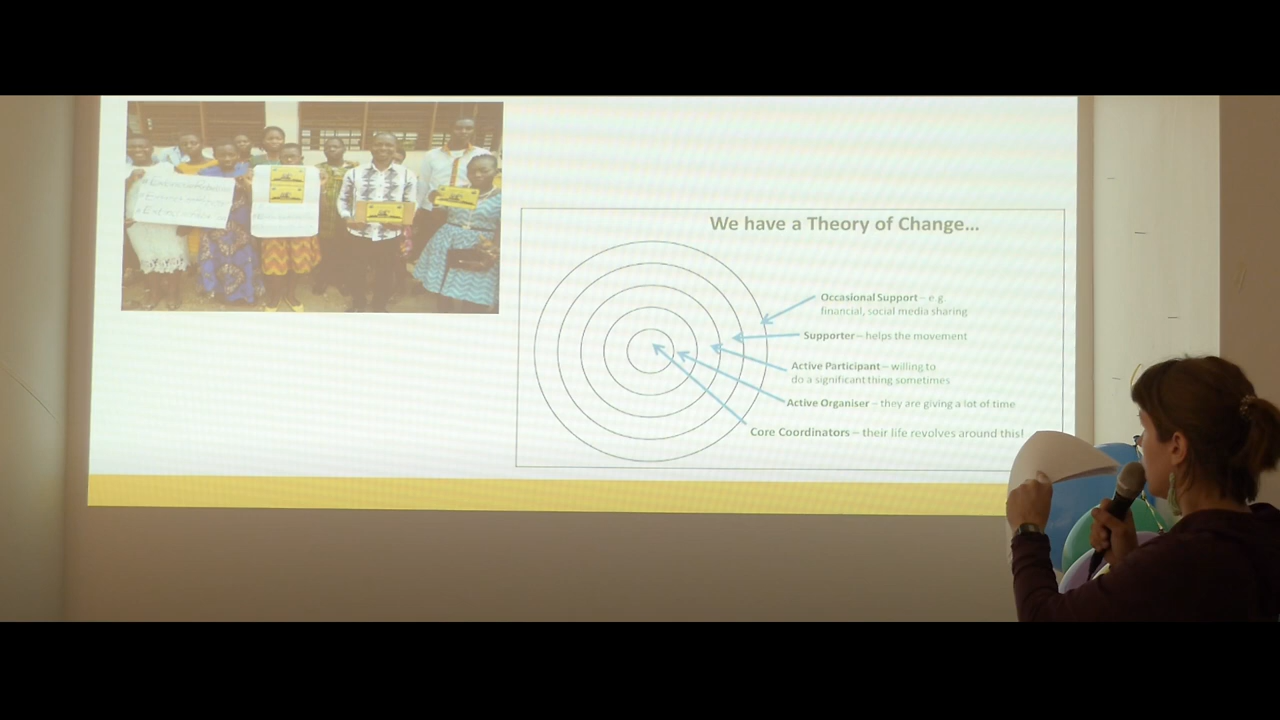 We have a Theory of Change...
Occasional Support – e.g.
financial, social media sharing
Supporter – helps the movement
Active Participant – willing to
do a significant thing sometimes
Active Organiser – they are giving a lot of time
Core Coordinators – their life revolves around this!